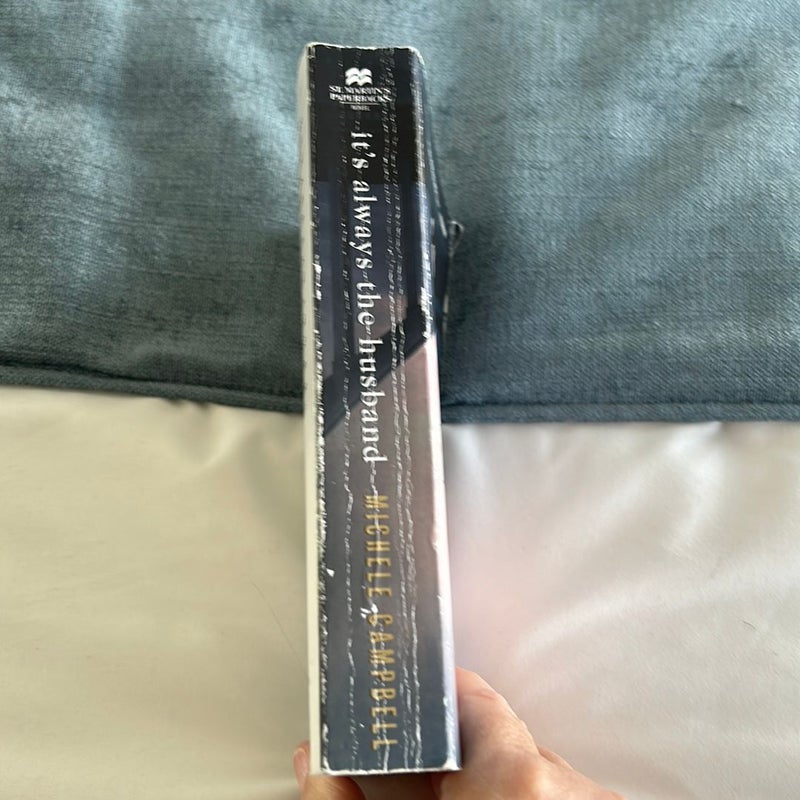 ST. MARTIN'S
PAPERBACKS
it's always the husband
MICHELE CAMPBELL